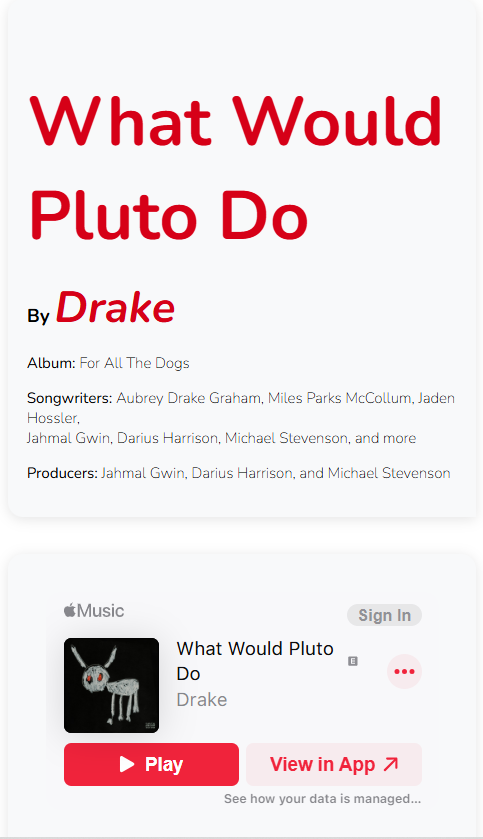 What Would
Pluto Do
By Drake
Album: For All The Dogs
Songwriters: Aubrey Drake Graham, Miles Parks McCollum, Jaden
Hossler,
Jahmal Gwin, Darius Harrison, Michael Stevenson, and more
Producers: Jahmal Gwin, Darius Harrison, and Michael Stevenson
Music
Sign In
What Would Pluto
Do
E
Drake
Play
View in App
See how your data is managed...